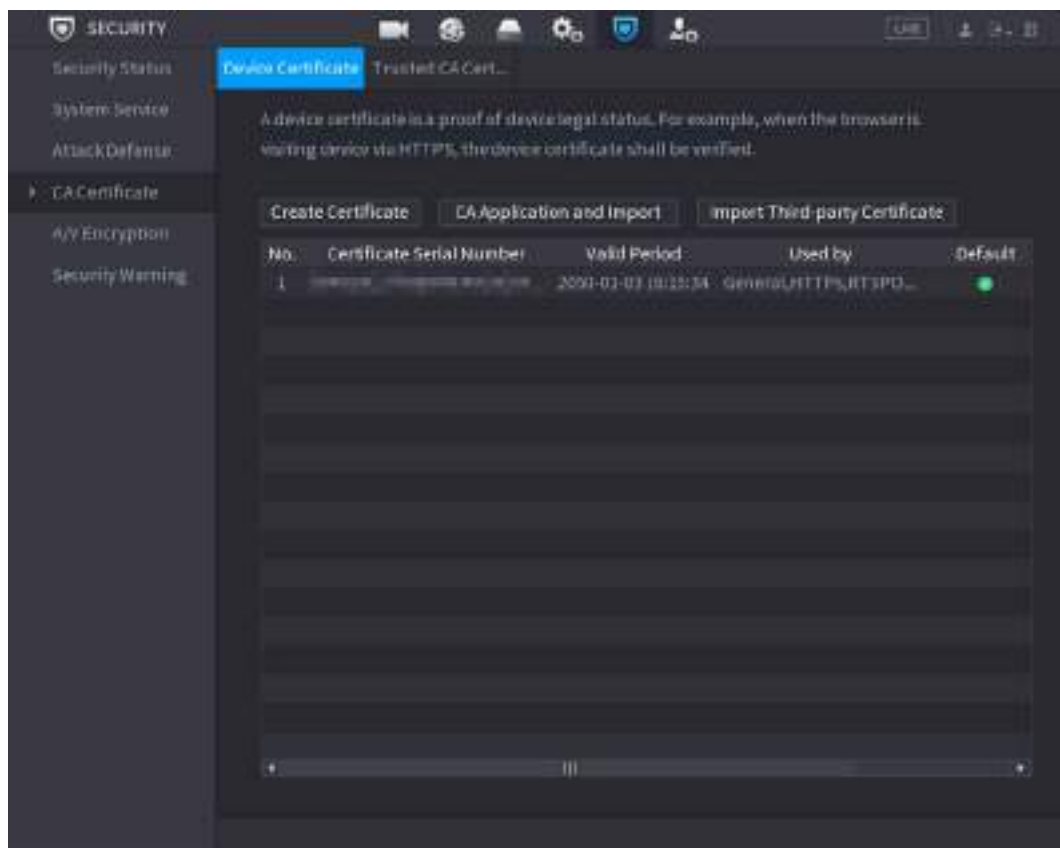 SECURITY
LIVE
Security Status
Device Certificate
Trusted CA Cert...
System Service
A device certificate is a proof of device legal status. For example, when the browser is
visiting device via HTTPS, the device certificate shall be verified.
Attack Defense
CA Certificate
Create Certificate
CA Application and Import
Import Third-party Certificate
A/V Encryption
Security Warning
No. Certificate Serial Number Valid Period Used by Default
1 General,HTTPs,RTSPO...